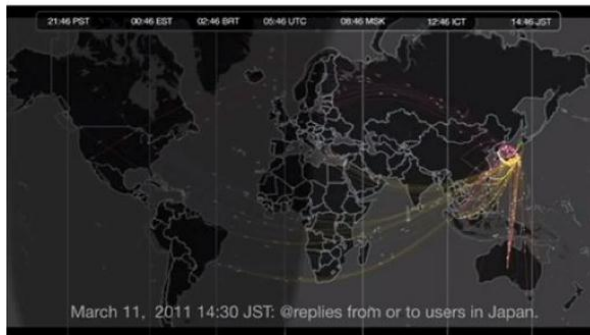 21:46 PST 00:46 EST 02:46 BRT 05:46 UTC 08:46 MSK 12:46 ICT 14:46 JST
March 11, 2011 14:30 JST: @replies from or to users in Japan.